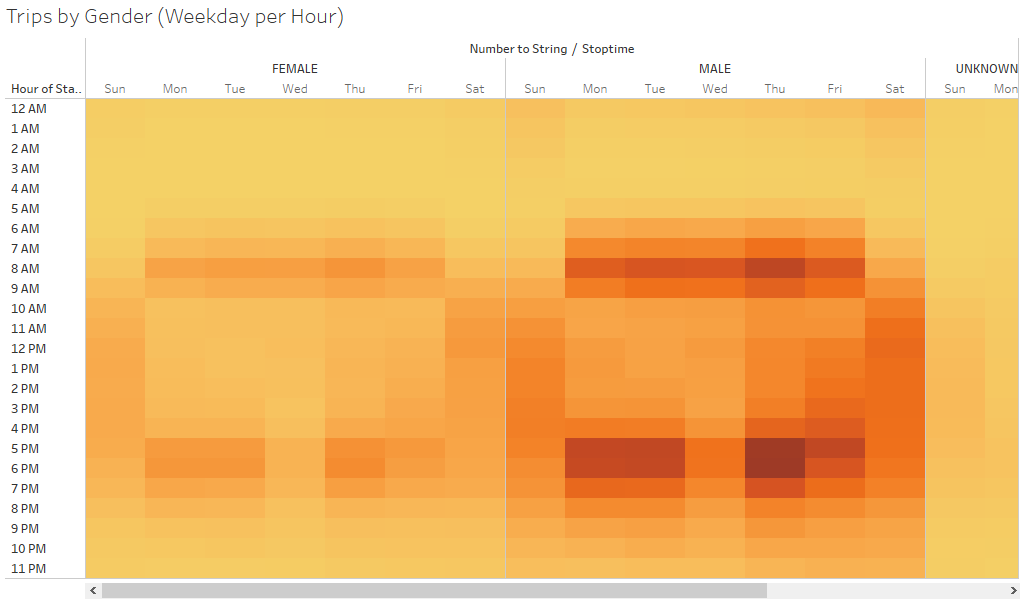 Trips by Gender (Weekday per Hour)
Number to String / Stoptime
FEMALE MALE UNKNOWN
Hour of Sta.. Sun Mon Tue Wed Thu Fri Sat Sun Mon Tue Wed Thu Fri Sat Sun Mon
12 AM
1 AM
2 AM
3 AM
4 AM
5 AM
6 AM
7 AM
8 AM
9 AM
10 AM
11 AM
12 PM
1 PM
2 PM
3 PM
4 PM
5 PM
6 PM
7 PM
8 PM
9 PM
10 PM
11 PM